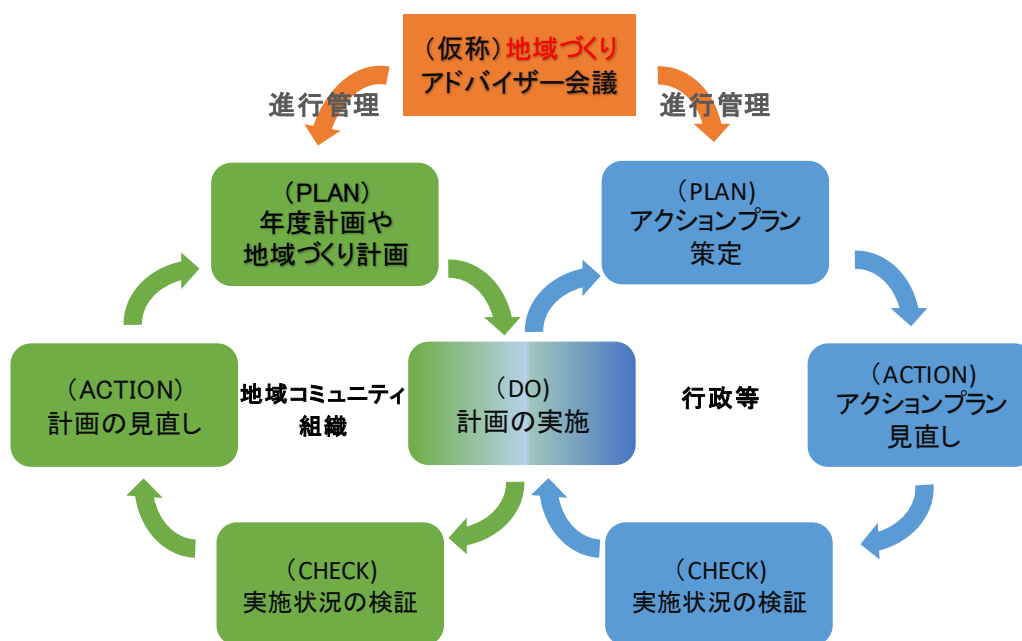 （仮称）地域づくり
アドバイザー会議
進行管理
進行管理
（PLAN）
年度計画や
地域づくり計画
（PLAN)
アクションプラン
策定
（ACTION）
計画の見直し
地域コミュニティ
組織
（DO)
計画の実施
行政等
（ACTION)
アクションプラン
見直し
（CHECK)
実施状況の検証
（CHECK)
実施状況の検証